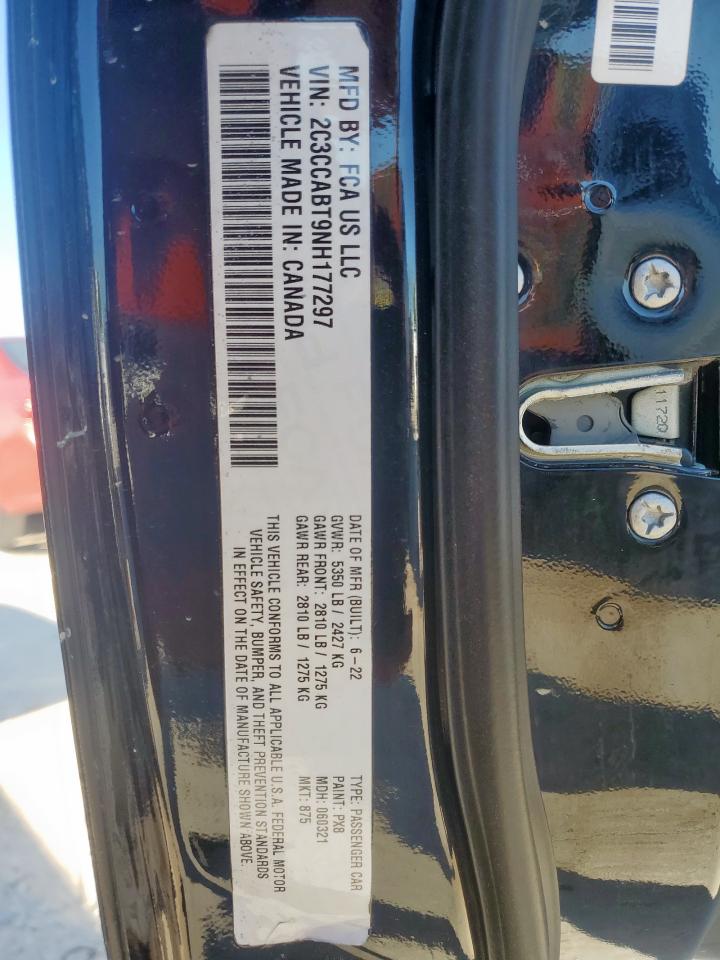 MFD BY: FCA US LLC
VIN: 2C3CCABT9NH177297
VEHICLE MADE IN: CANADA
DATE OF MFR (BUILT): 6-22
GVWR: 5350 LB / 2427 KG
GAWR FRONT: 2810 LB / 1275 KG
GAWR REAR: 2810 LB / 1275 KG
THIS VEHICLE CONFORMS TO ALL APPLICABLE U.S.A. FEDERAL MOTOR
VEHICLE SAFETY, BUMPER, AND THEFT PREVENTION STANDARDS
IN EFFECT ON THE DATE OF MANUFACTURE SHOWN ABOVE.
TYPE: PASSENGER CAR
PAINT: PX8
MDH: 060321
MKT: 875
11720